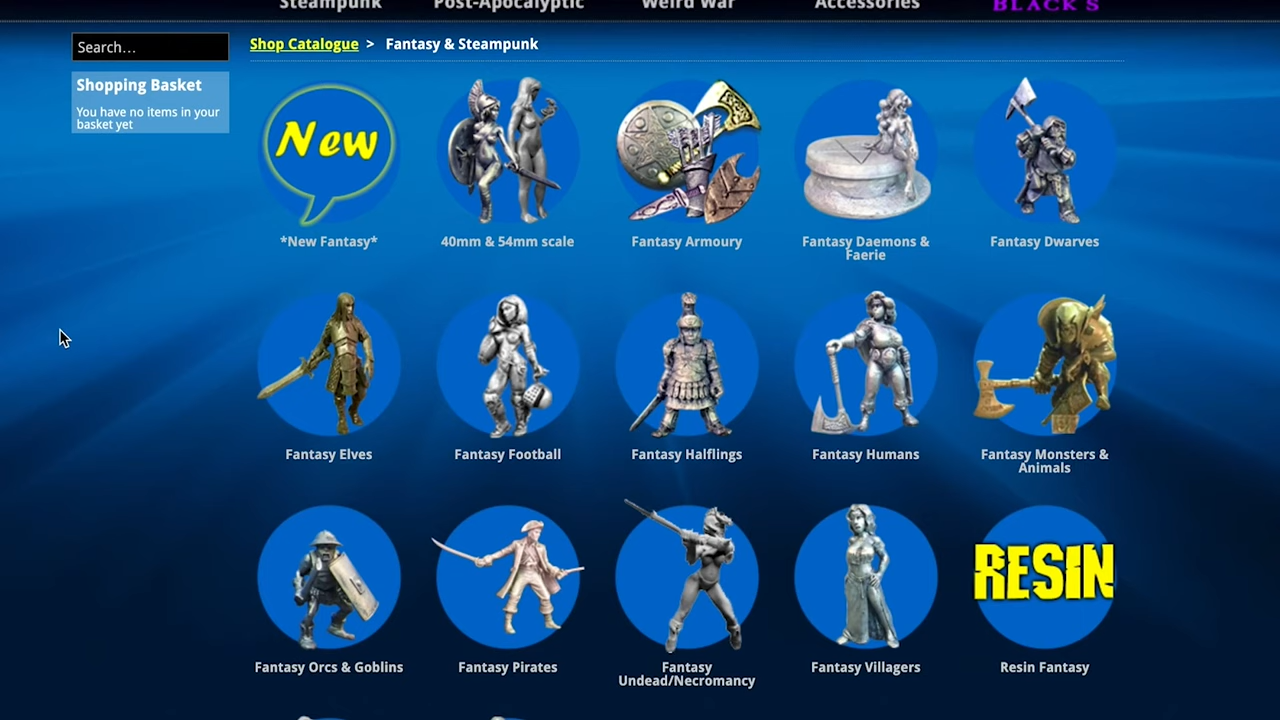 Steampunk
Post-Apocalyptic
Weird War
Accessories
BLACK'S
Search...
Shop Catalogue > Fantasy & Steampunk
Shopping Basket
You have no items in your
basket yet
New
*New Fantasy*
40mm & 54mm scale
Fantasy Armoury
Fantasy Daemons &
Faerie
Fantasy Dwarves
Fantasy Elves
Fantasy Football
Fantasy Halflings
Fantasy Humans
Fantasy Monsters &
Animals
RESIN
Fantasy Orcs & Goblins
Fantasy Pirates
Fantasy
Undead/Necromancy
Fantasy Villagers
Resin Fantasy